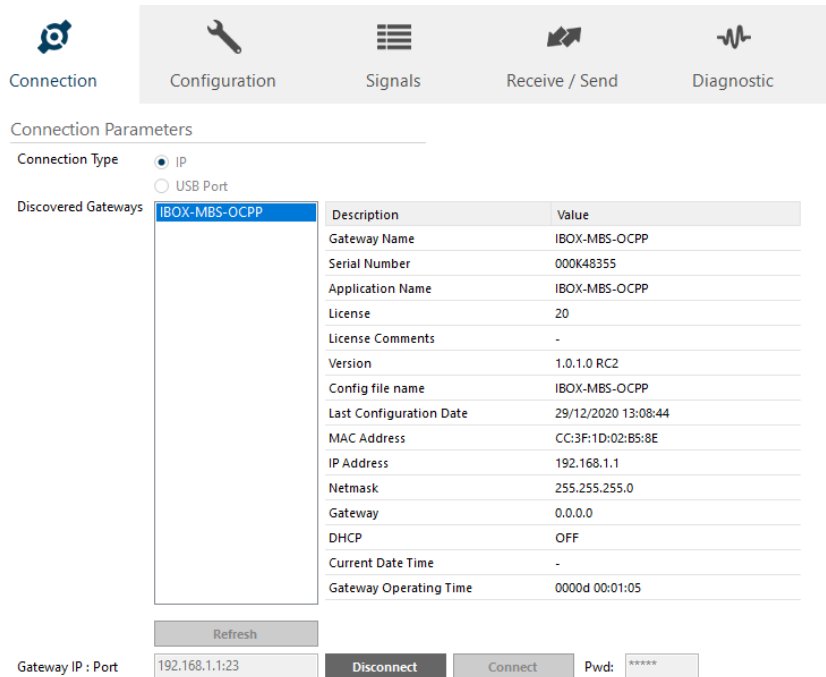 Connection Configuration Signals Receive / Send Diagnostic
Connection Parameters
Connection Type IP
USB Port
Discovered Gateways IBOX-MBS-OCPP Description Value
Gateway Name IBOX-MBS-OCPP
Serial Number 000K48355
Application Name IBOX-MBS-OCPP
License 20
License Comments -
Version 1.0.1.0 RC2
Config file name IBOX-MBS-OCPP
Last Configuration Date 29/12/2020 13:08:44
MAC Address CC:3F:1D:02:B5:8E
IP Address 192.168.1.1
Netmask 255.255.255.0
Gateway 0.0.0.0
DHCP OFF
Current Date Time -
Gateway Operating Time 0000d 00:01:05
Refresh
Gateway IP : Port 192.168.1.1:23 Disconnect Connect Pwd: *****